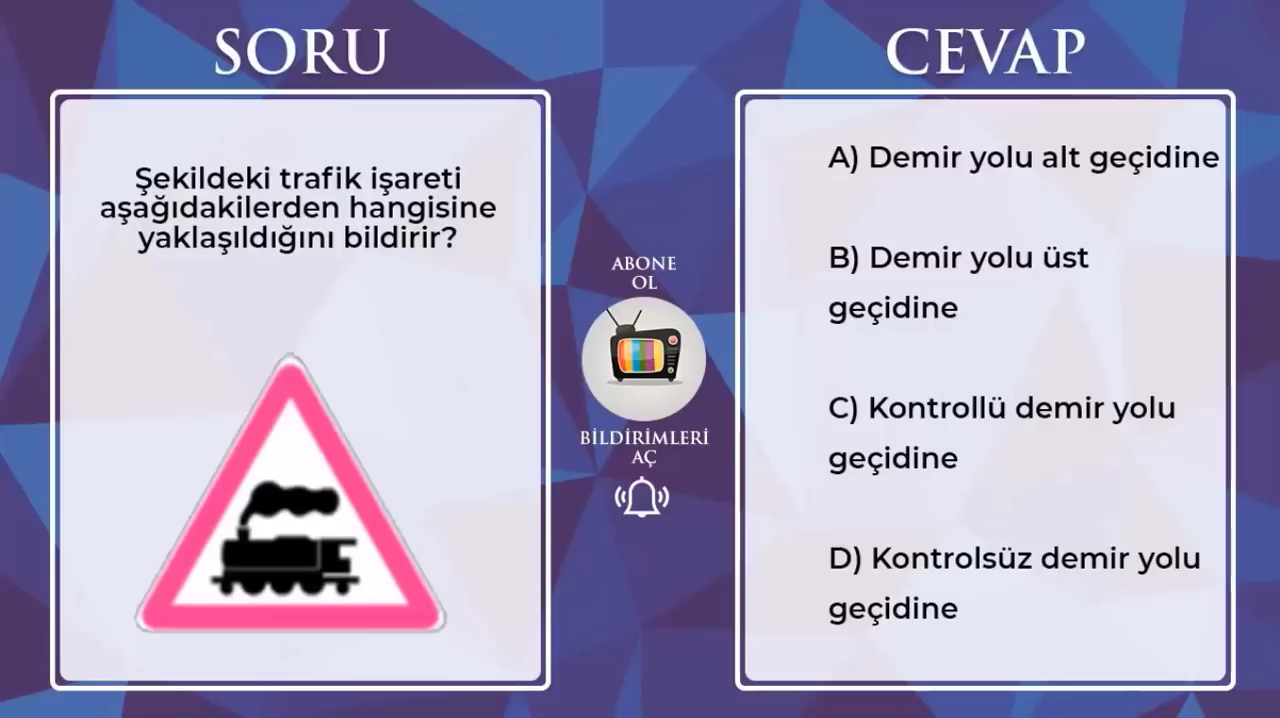 SORU
Şekildeki trafik işareti
aşağıdakilerden hangisine
yaklaşıldığını bildirir?
ABONE
OL
BİLDİRİMLERİ
AÇ
CEVAP
A) Demir yolu alt geçidine
B) Demir yolu üst
geçidine
C) Kontrollü demir yolu
geçidine
D) Kontrolsüz demir yolu
geçidine